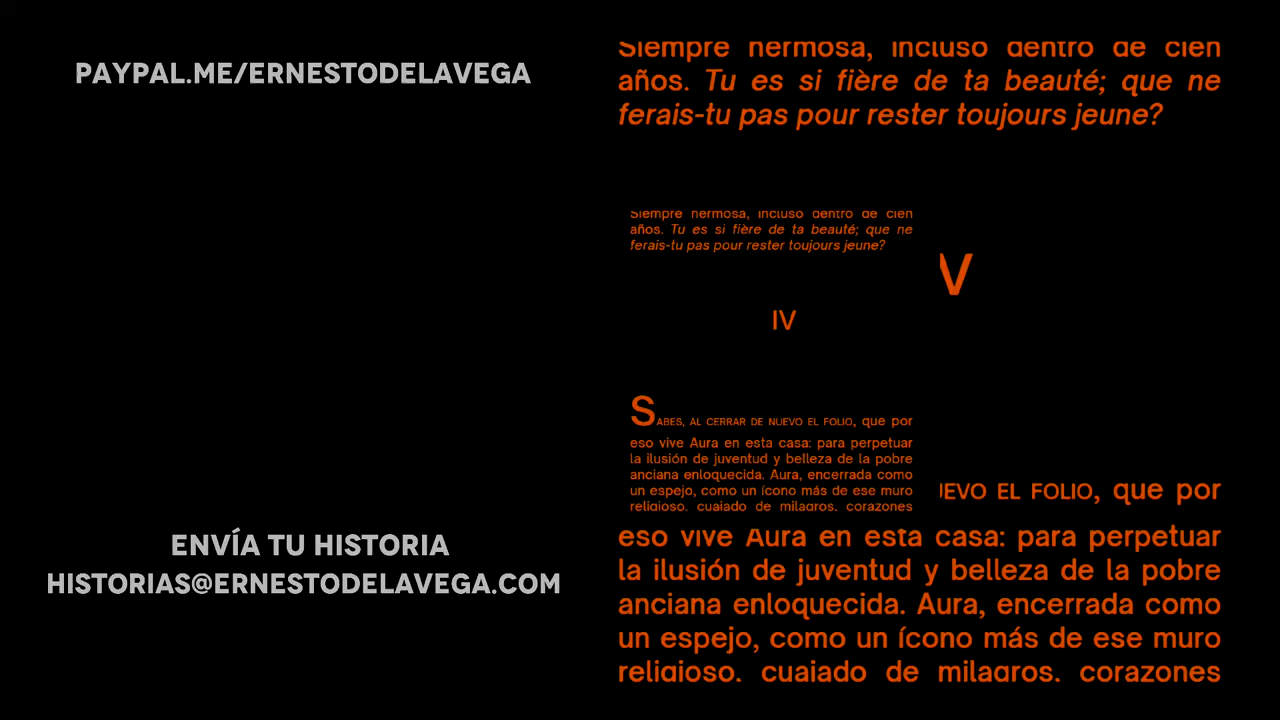 PAYPAL.ME/ERNESTODELAVEGA
Siempre hermosa, incluso dentro de cien
años. Tu es si fière de ta beauté; que ne
ferais-tu pas pour rester toujours jeune?
Siempre hermosa, incluso dentro de cien
años. Tu es si fière de ta beauté; que ne
ferais-tu pas pour rester toujours jeune?
V
IV
SABES, AL CERRAR DE NUEVO EL FOLIO, que por
eso vive Aura en esta casa: para perpetuar
la ilusión de juventud y belleza de la pobre
anciana enloquecida. Aura, encerrada como
un espejo, como un ícono más de ese muro
religioso, cuajado de milagros, corazones
UEVO EL FOLIO, que por
eso vive Aura en esta casa: para perpetuar
la ilusión de juventud y belleza de la pobre
anciana enloquecida. Aura, encerrada como
un espejo, como un ícono más de ese muro
religioso, cuajado de milagros, corazones
ENVÍA TU HISTORIA
HISTORIAS@ERNESTODELAVEGA.COM